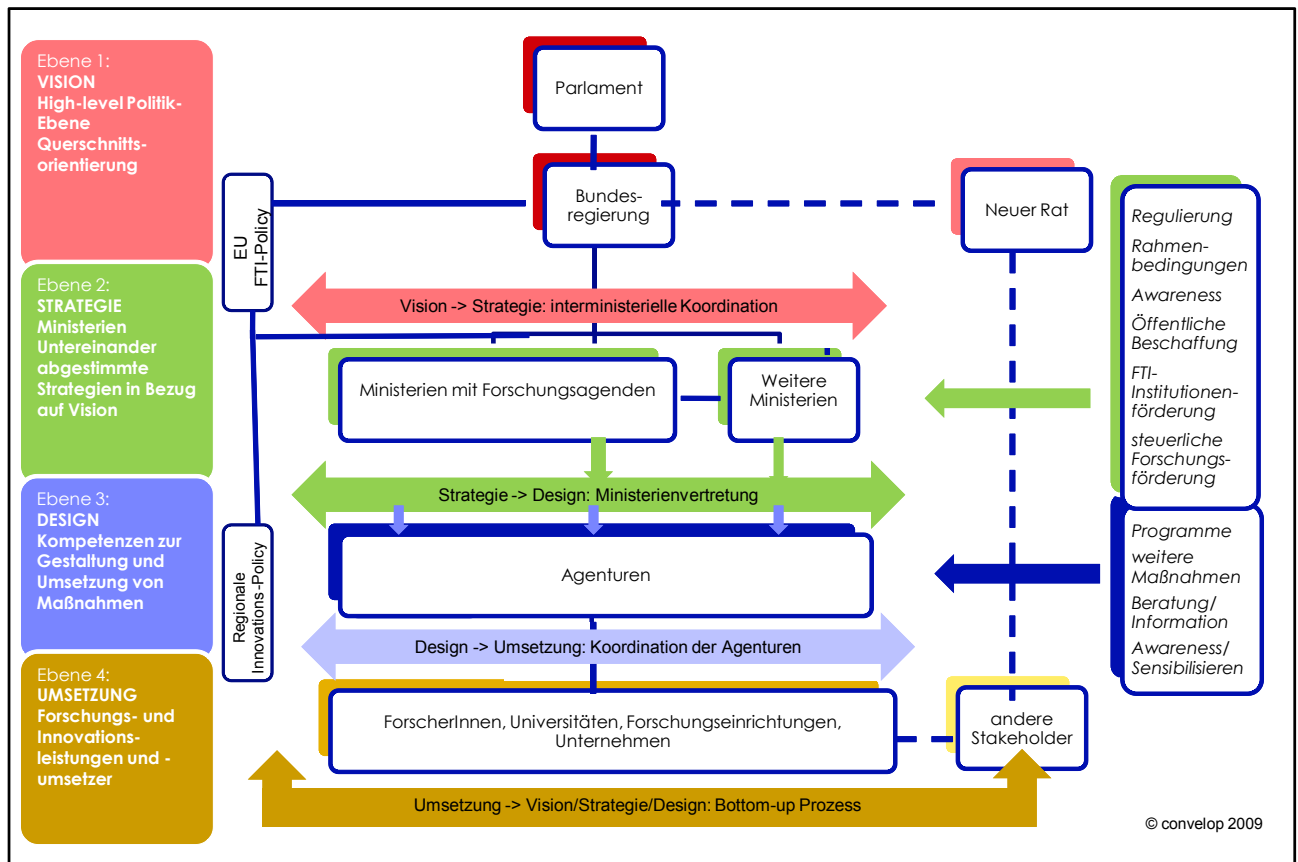 Ebene 1:
VISION
High-level Politik-
Ebene
Querschnitts-
orientierung
Ebene 2:
STRATEGIE
Ministerien
Untereinander
abgestimmte
Strategien in Bezug
auf Vision
Ebene 3:
DESIGN
Kompetenzen zur
Gestaltung und
Umsetzung von
Maßnahmen
Ebene 4:
UMSETZUNG
Forschungs- und
Innovations-
leistungen und -
umsetzer
EU
FTI-Policy
Regionale
Innovations-Policy
Parlament
Bundes-
regierung
Neuer Rat
Vision -> Strategie: interministerielle Koordination
Ministerien mit Forschungsagenden
Weitere
Ministerien
Strategie -> Design: Ministerienvertretung
Agenturen
Design -> Umsetzung: Koordination der Agenturen
ForscherInnen, Universitäten, Forschungseinrichtungen,
Unternehmen
andere
Stakeholder
Umsetzung -> Vision/Strategie/Design: Bottom-up Prozess
Regulierung
Rahmen-
bedingungen
Awareness
Öffentliche
Beschaffung
FTI-
Institutionen-
förderung
steuerliche
Forschungs-
förderung
Programme
weitere
Maßnahmen
Beratung/
Information
Awareness/
Sensibilisieren
© convelop 2009